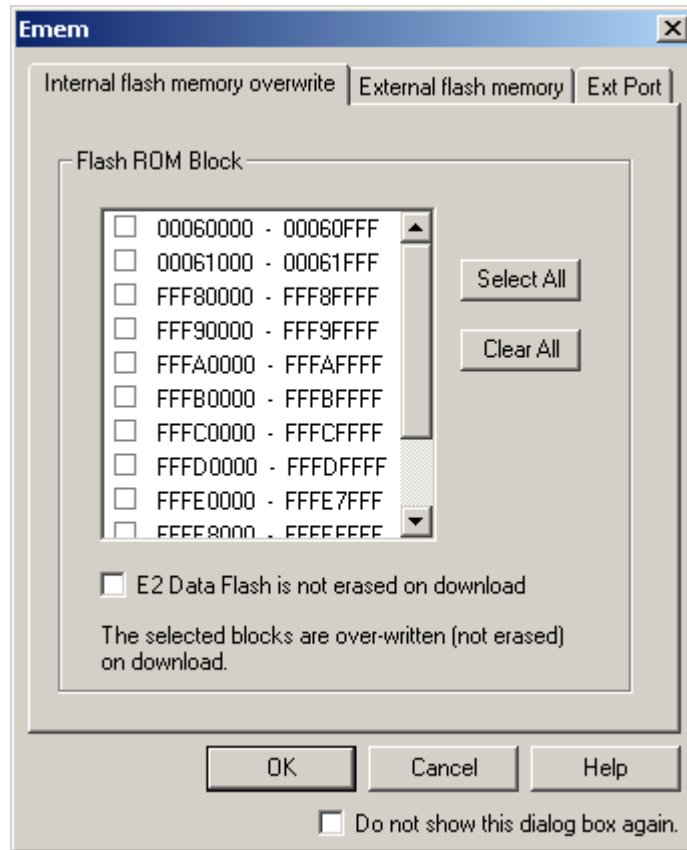 Emem
Internal flash memory overwrite External flash memory Ext Port
Flash ROM Block
00060000 - 00060FFF
00061000 - 00061FFF
FFF80000 - FFF8FFFF
FFF90000 - FFF9FFFF
FFFA0000 - FFFAFFFF
FFFB0000 - FFFBFFFF
FFFC0000 - FFFCFFFF
FFFD0000 - FFFDFFFF
FFFE0000 - FFFE7FFF
FFFE8000 - FFFEFFFF
Select All
Clear All
E2 Data Flash is not erased on download
The selected blocks are over-written (not erased)
on download.
OK Cancel Help
Do not show this dialog box again.